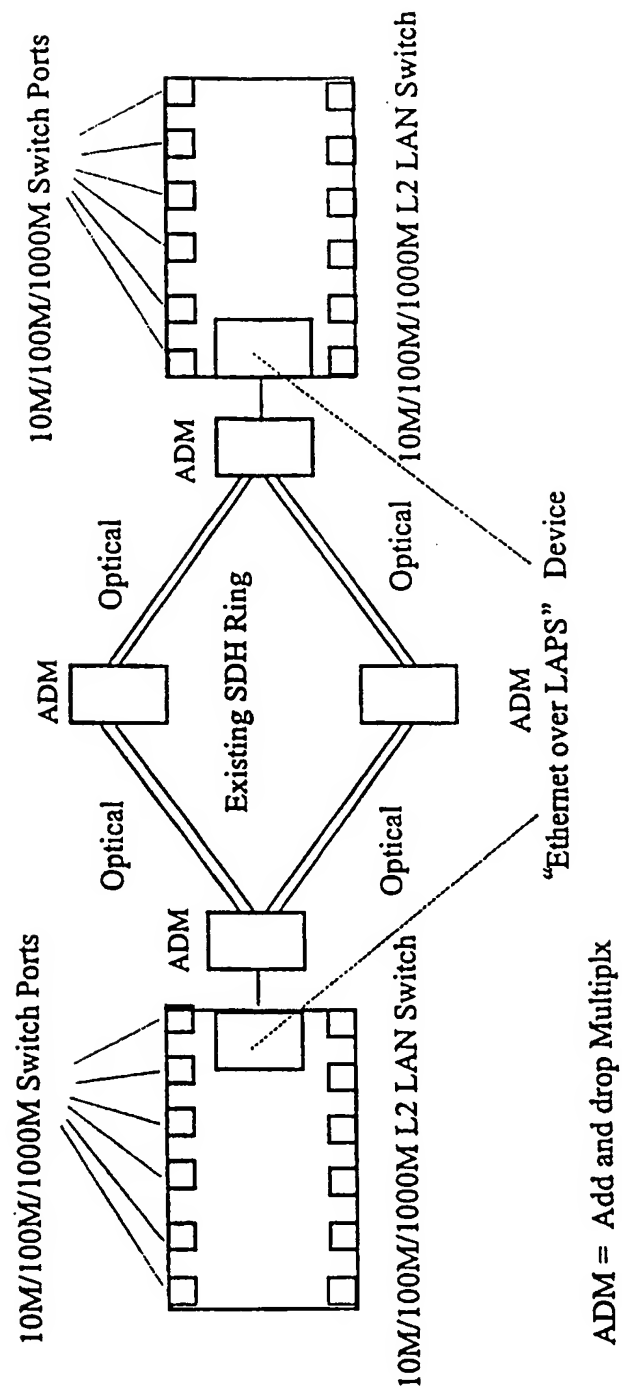 10M/100M/1000M Switch Ports
10M/100M/1000M Switch Ports
ADM
Optical
ADM
Optical
ADM
Existing SDH Ring
Optical
Optical
10M/100M/1000M L2 LAN Switch
10M/100M/1000M L2 LAN Switch
ADM
“Ethernet over LAPS” Device
ADM = Add and drop Multiplx